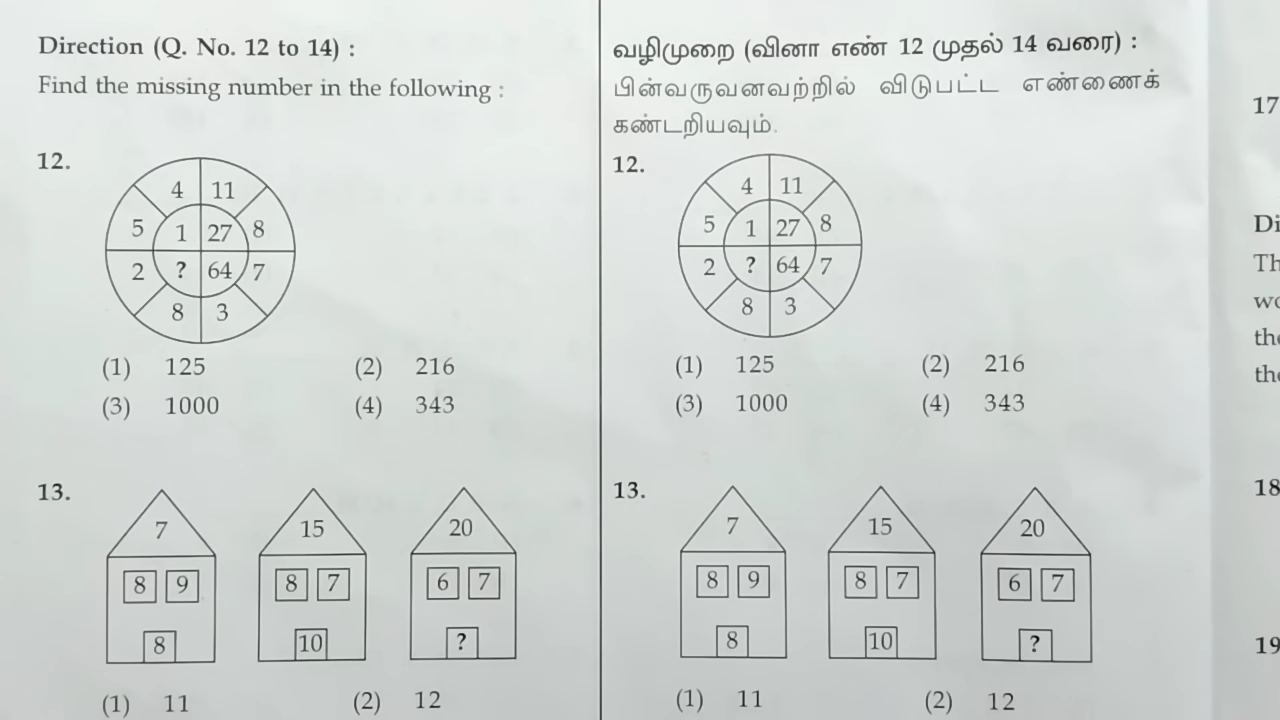 Direction (Q. No. 12 to 14) :
Find the missing number in the following :
12.
4 11
5 1 27 8
2 ? 64 7
8 3
(1) 125 (2) 216
(3) 1000 (4) 343
13.
7 15 20
8 9 8 7 6 7
8 10 ?
(1) 11 (2) 12
வழிமுறை (வினா எண் 12 முதல் 14 வரை) :
பின்வருவனவற்றில் விடுபட்ட எண்ணைக்
கண்டறியவும்.
12.
4 11
5 1 27 8
2 ? 64 7
8 3
(1) 125 (2) 216
(3) 1000 (4) 343
13.
7 15 20
8 9 8 7 6 7
8 10 ?
(1) 11 (2) 12
17
18
19